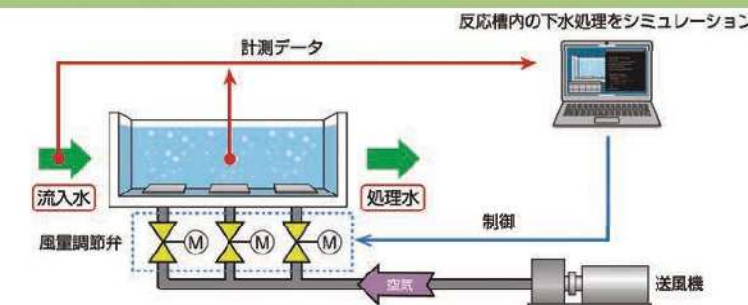 反応槽内の下水処理をシミュレーション
計測データ
流入水
処理水
風量調節弁
M
M
M
制御
空気
送風機